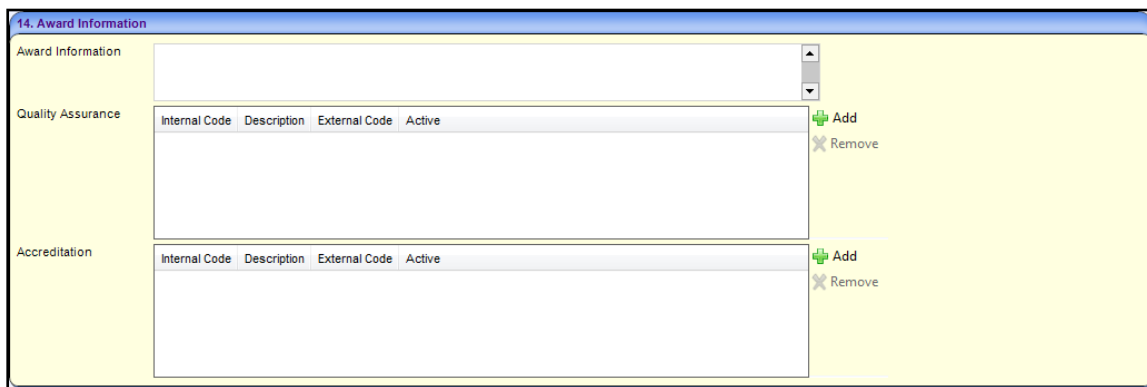 14. Award Information
Award Information
Quality Assurance
Internal Code Description External Code Active
Add
Remove
Accreditation
Internal Code Description External Code Active
Add
Remove